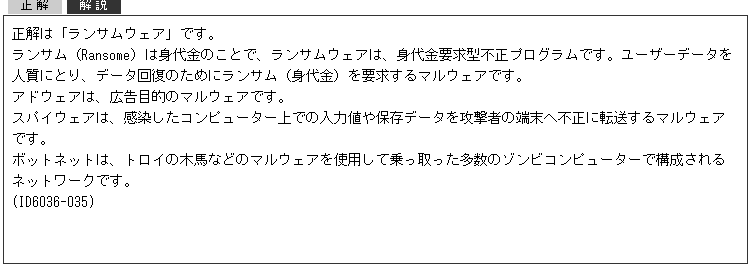 正解 解説
正解は「ランサムウェア」です。
ランサム（Ransome）は身代金のことで、ランサムウェアは、身代金要求型不正プログラムです。ユーザーデータを
人質にとり、データ回復のためにランサム（身代金）を要求するマルウェアです。
アドウェアは、広告目的のマルウェアです。
スパイウェアは、感染したコンピューター上での入力値や保存データを攻撃者の端末へ不正に転送するマルウェア
です。
ボットネットは、トロイの木馬などのマルウェアを使用して乗っ取った多数のゾンビコンピューターで構成される
ネットワークです。
(ID6036-035)